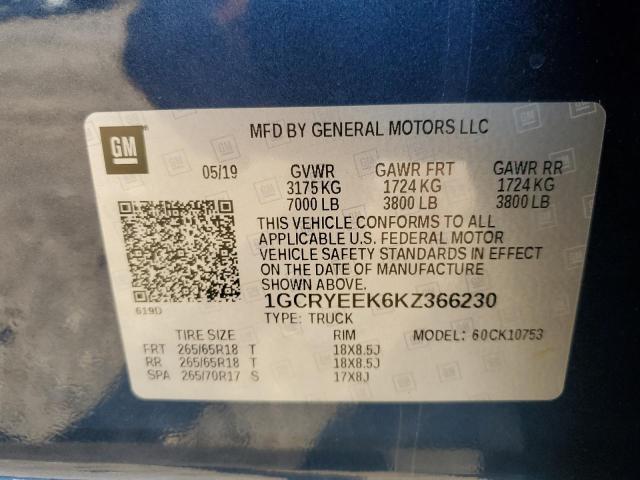 GM
MFD BY GENERAL MOTORS LLC
05/19 GVWR GAWR FRT GAWR RR
3175 KG 1724 KG 1724 KG
7000 LB 3800 LB 3800 LB
THIS VEHICLE CONFORMS TO ALL
APPLICABLE U.S. FEDERAL MOTOR
VEHICLE SAFETY STANDARDS IN EFFECT
ON THE DATE OF MANUFACTURE
SHOWN ABOVE.
619D
1GCRYEEK6KZ366230
TYPE: TRUCK
TIRE SIZE RIM MODEL: 60CK10753
FRT 265/65R18 T 18X8.5J
RR 265/65R18 T 18X8.5J
SPA 265/70R17 S 17X8J